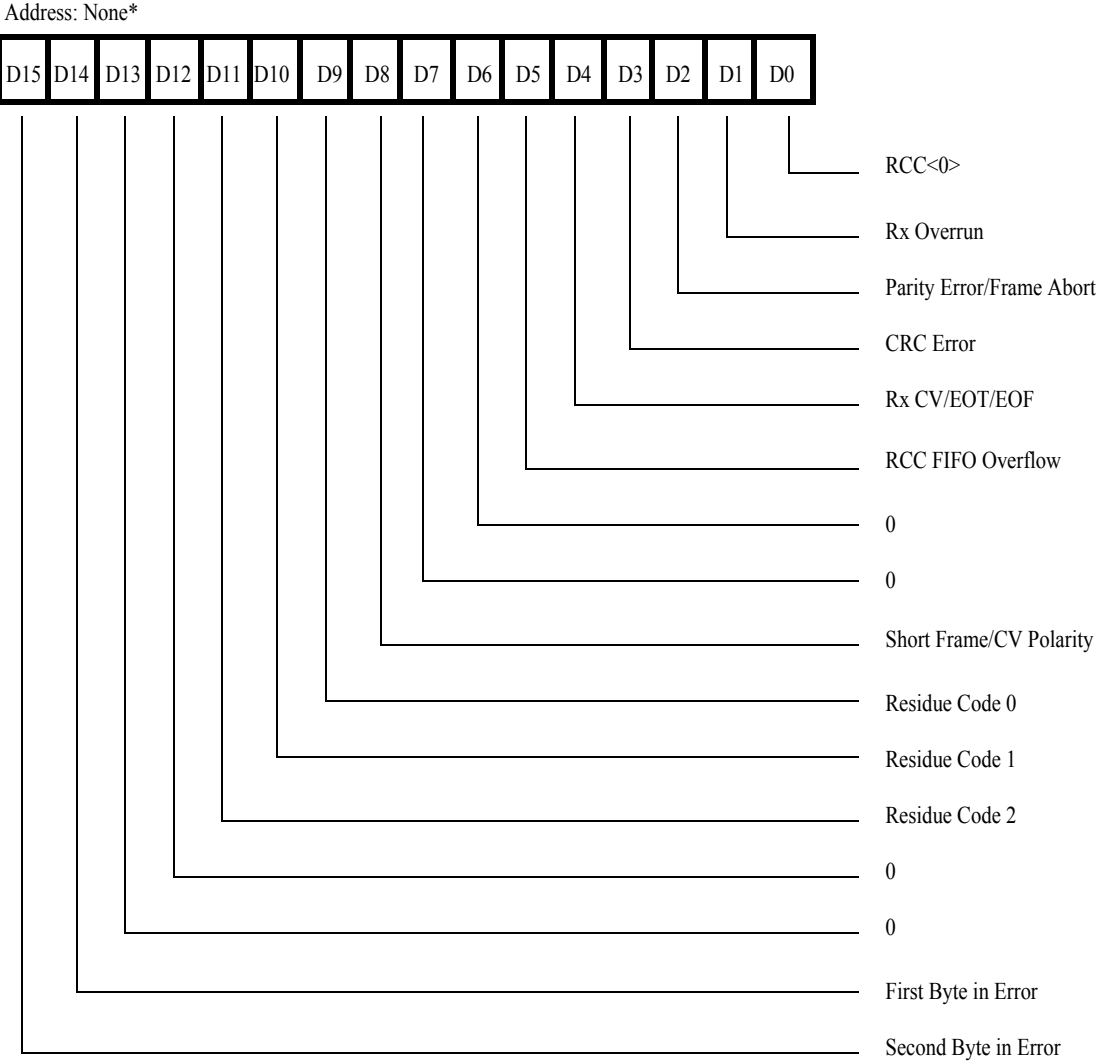 Address: None*
D15 D14 D13 D12 D11 D10 D9 D8 D7 D6 D5 D4 D3 D2 D1 D0
RCC<0>
Rx Overrun
Parity Error/Frame Abort
CRC Error
Rx CV/EOT/EOF
RCC FIFO Overflow
0
0
Short Frame/CV Polarity
Residue Code 0
Residue Code 1
Residue Code 2
0
0
First Byte in Error
Second Byte in Error